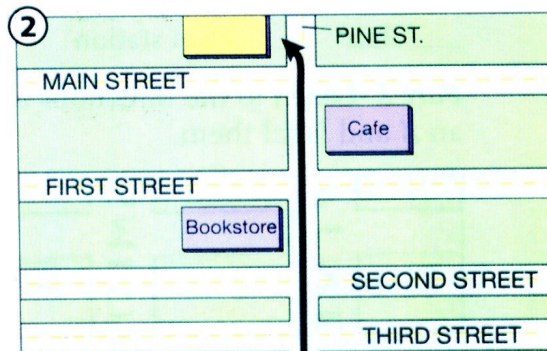 2
PINE ST.
MAIN STREET
Cafe
FIRST STREET
Bookstore
SECOND STREET
THIRD STREET